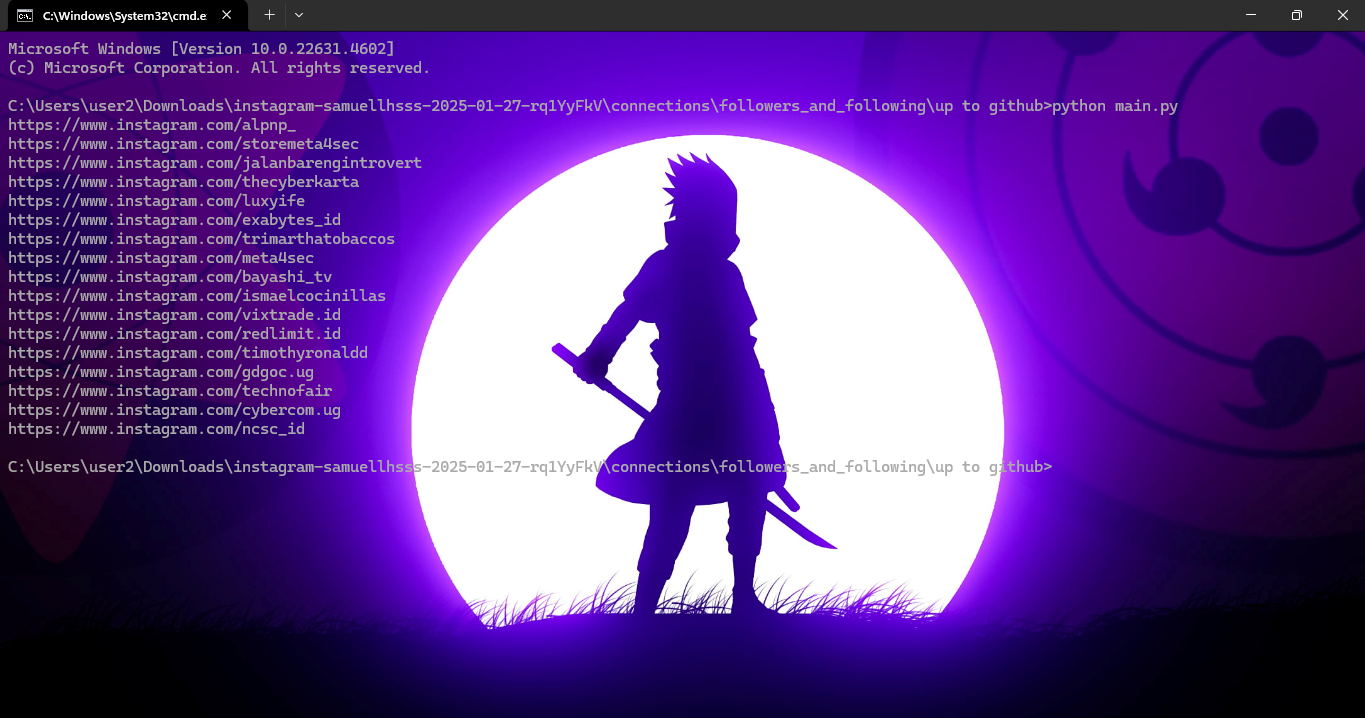 C:\Windows\System32\cmd.e
Microsoft Windows [Version 10.0.22631.4602]
(c) Microsoft Corporation. All rights reserved.
C:\Users\user2\Downloads\instagram-samuellhsss-2025-01-27-rq1YyFkV\connections\followers_and_following\up to github>python main.py
https://www.instagram.com/alpnp_
https://www.instagram.com/storemeta4sec
https://www.instagram.com/jalanbarengintrovert
https://www.instagram.com/thecyberkarta
https://www.instagram.com/luxyife
https://www.instagram.com/exabytes_id
https://www.instagram.com/trimarthatobaccos
https://www.instagram.com/meta4sec
https://www.instagram.com/bayashi_tv
https://www.instagram.com/ismaelcocinillas
https://www.instagram.com/vixtrade.id
https://www.instagram.com/redlimit.id
https://www.instagram.com/timothyronaldd
https://www.instagram.com/gdgoc.ug
https://www.instagram.com/technofair
https://www.instagram.com/cybercom.ug
https://www.instagram.com/ncsc_id
C:\Users\user2\Downloads\instagram-samuellhsss-2025-01-27-rq1YyFkV\connections\followers_and_following\up to github>